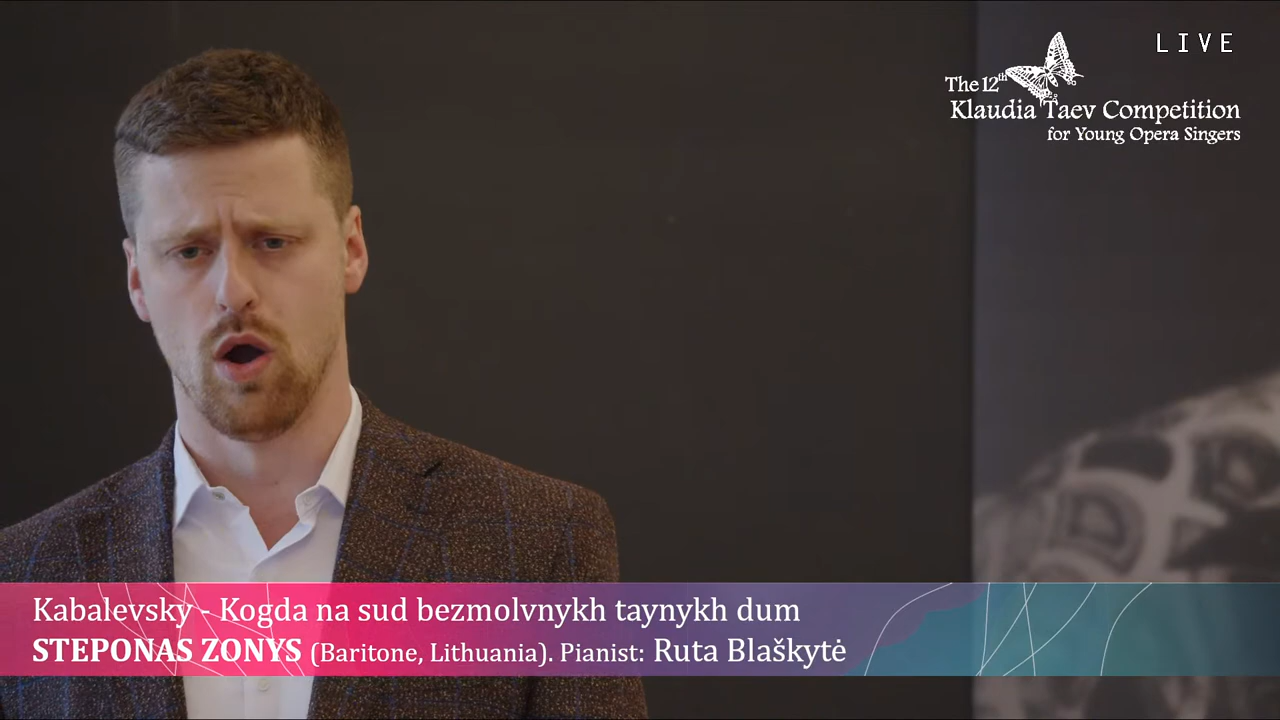 LIVE
The 12th
Klaudia Taev Competition
for Young Opera Singers
Kabalevsky - Kogda na sud bezmolvnykh taynykh dum
STEPONAS ZONYS (Baritone, Lithuania). Pianist: Ruta Blaškytė